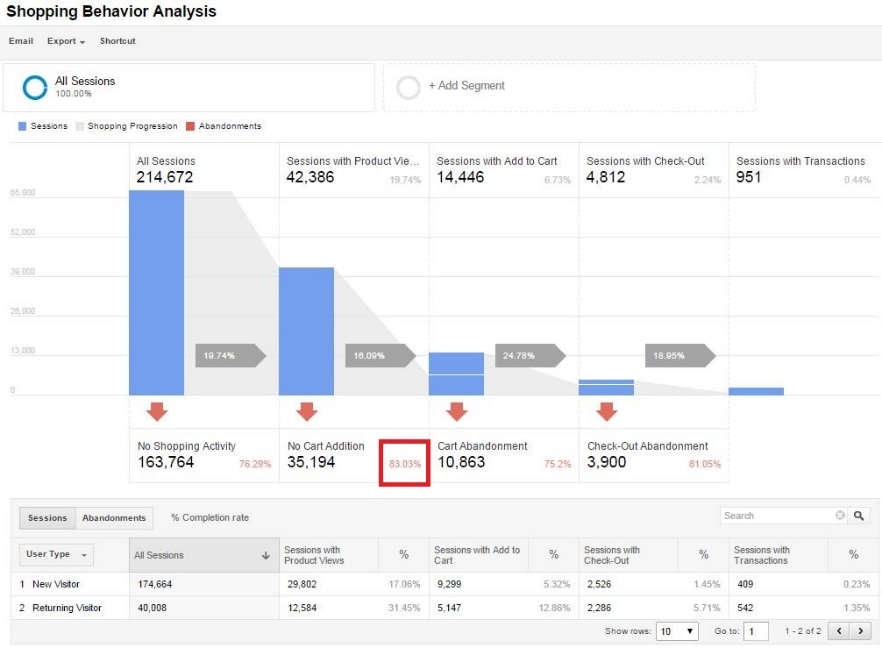 Shopping Behavior Analysis
Email Export Shortcut
All Sessions
100.00%
+ Add Segment
Sessions Shopping Progression Abandonments
All Sessions Sessions with Product Vie... Sessions with Add to Cart Sessions with Check-Out Sessions with Transactions
214,672 42,386 19.74% 14,446 6.73% 4,812 2.24% 951 0.44%
65,000
52,000
39,000
26,000
13,000
19.74% 16.09% 24.78% 18.95%
0
No Shopping Activity No Cart Addition Cart Abandonment Check-Out Abandonment
163,764 76.29% 35,194 83.03% 10,863 75.2% 3,900 81.05%
Sessions Abandonments % Completion rate Search
User Type All Sessions Sessions with Product Views % Sessions with Add to Cart % Sessions with Check-Out % Sessions with Transactions %
1 New Visitor 174,664 29,802 17.06% 9,299 5.32% 2,526 1.45% 409 0.23%
2 Returning Visitor 40,008 12,584 31.45% 5,147 12.86% 2,286 5.71% 542 1.35%
Show rows: 10 Go to: 1 1 - 2 of 2